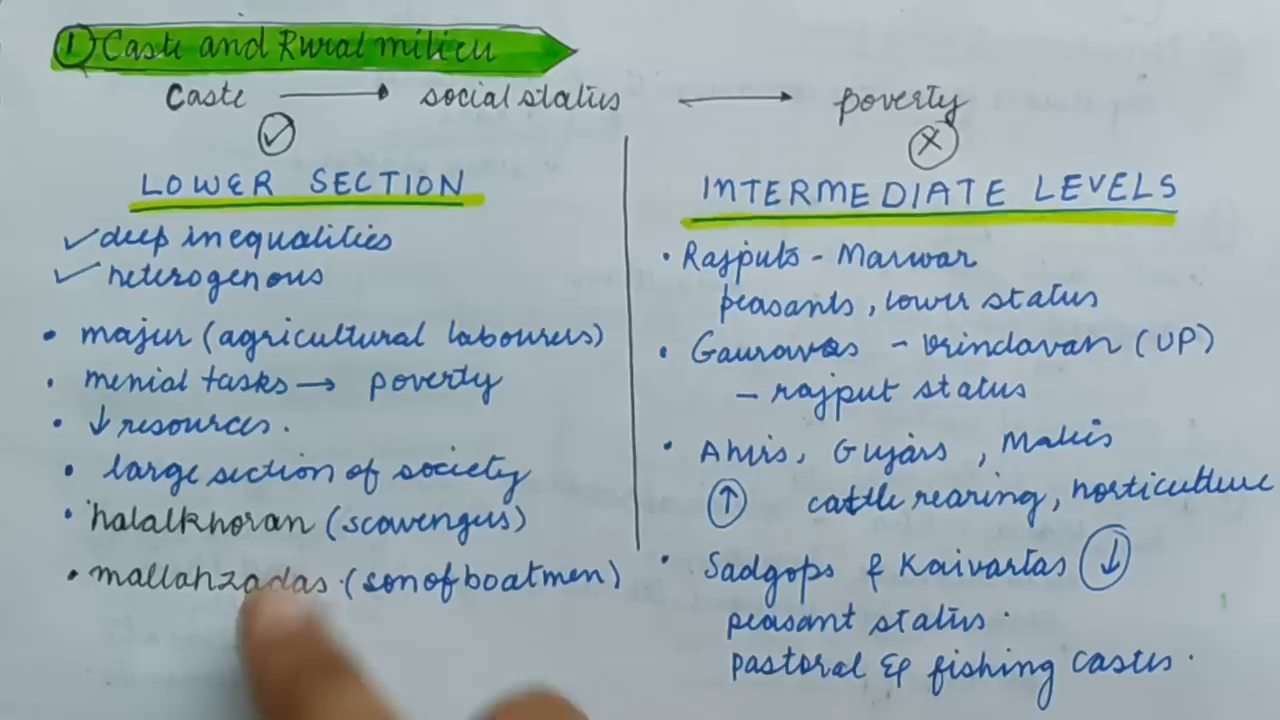 ① Caste and Rural milieu
Caste → social status → poverty
✓ ✗
LOWER SECTION
✓ deep inequalities
✓ heterogenous
• majur (agricultural labourers)
• menial tasks → poverty
• ↓ resources.
• large section of society
• halalkhoran (scavengers)
• mallahzadas. (son of boatmen)
INTERMEDIATE LEVELS
• Rajputs - Marwar
peasants, lower status
• Gauravas - Vrindavan (UP)
- rajput status
• Ahirs, Gujars, Malis
↑ cattle rearing, horticulture
• Sadgops & Kaivartas ↓
peasant status.
pastoral & fishing castes.